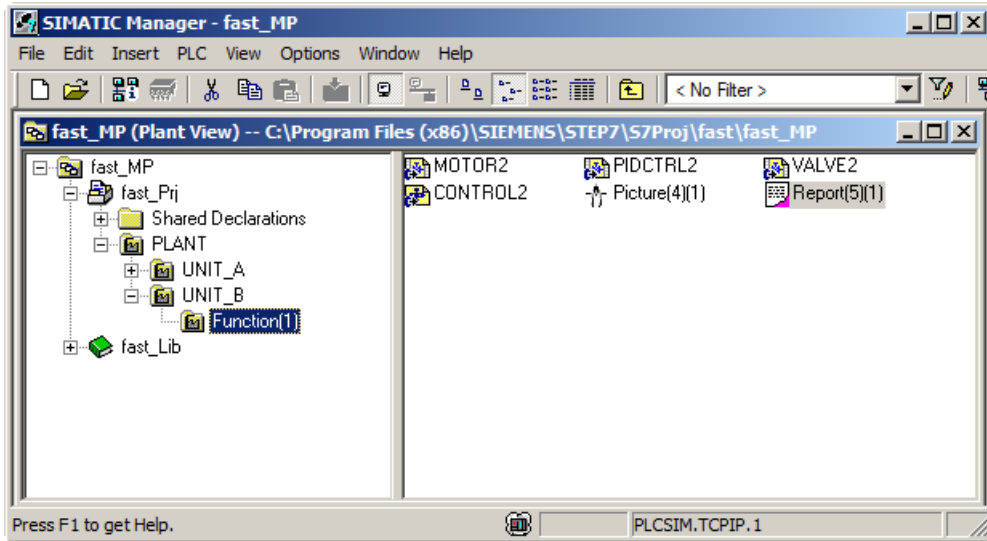 SIMATIC Manager - fast_MP
File Edit Insert PLC View Options Window Help
< No Filter >
fast_MP (Plant View) -- C:\Program Files (x86)\SIEMENS\STEP7\S7Proj\fast\fast_MP
fast_MP
fast_Prj
Shared Declarations
PLANT
UNIT_A
UNIT_B
Function(1)
fast_Lib
MOTOR2 PIDCTRL2 VALVE2
CONTROL2 Picture(4)(1) Report(5)(1)
Press F1 to get Help. PLCSIM.TCPIP.1